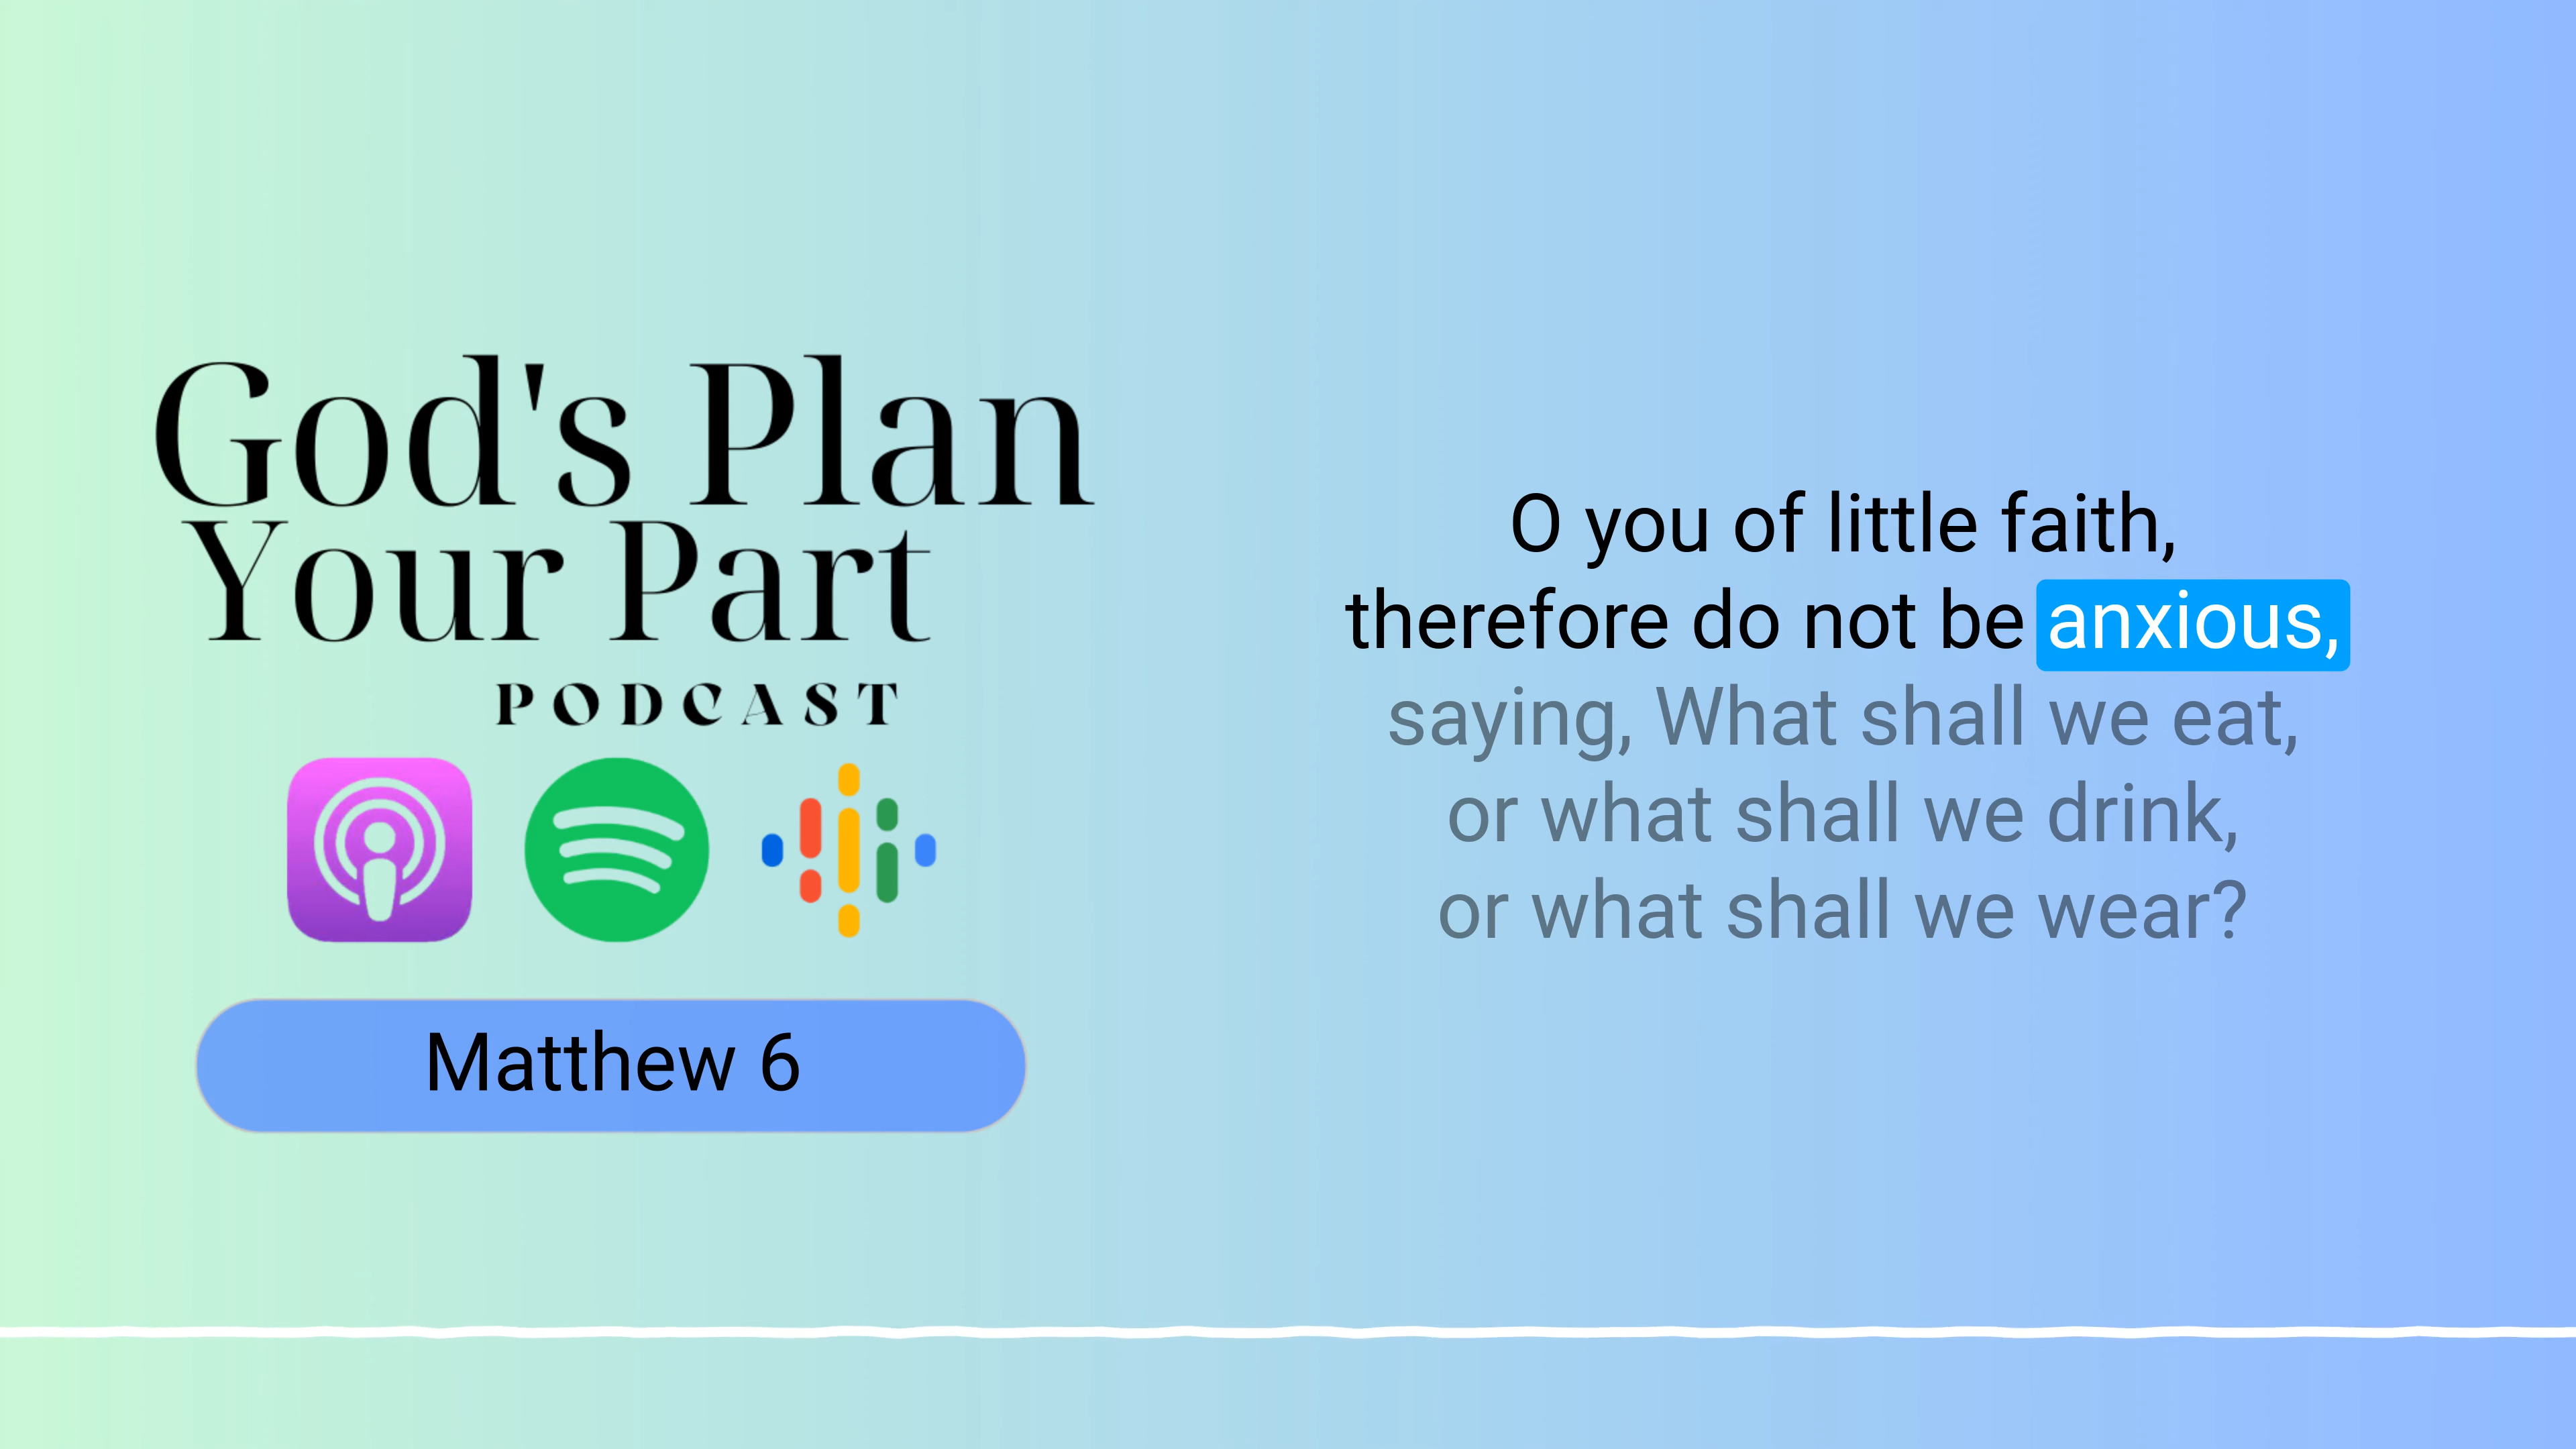 God's Plan
Your Part
PODCAST
Matthew 6
O you of little faith,
therefore do not be anxious,
saying, What shall we eat,
or what shall we drink,
or what shall we wear?